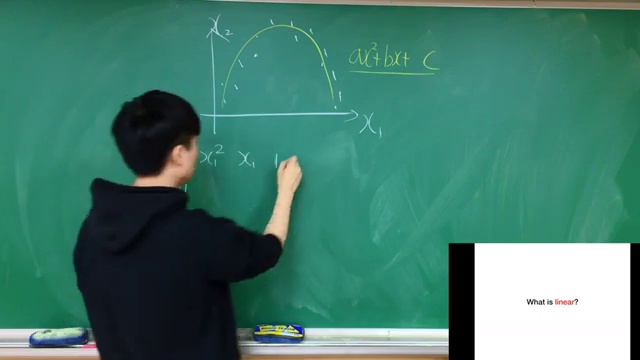 x₂
ax²+bx+ c
x₁
x₁² x₁ 1
What is linear?